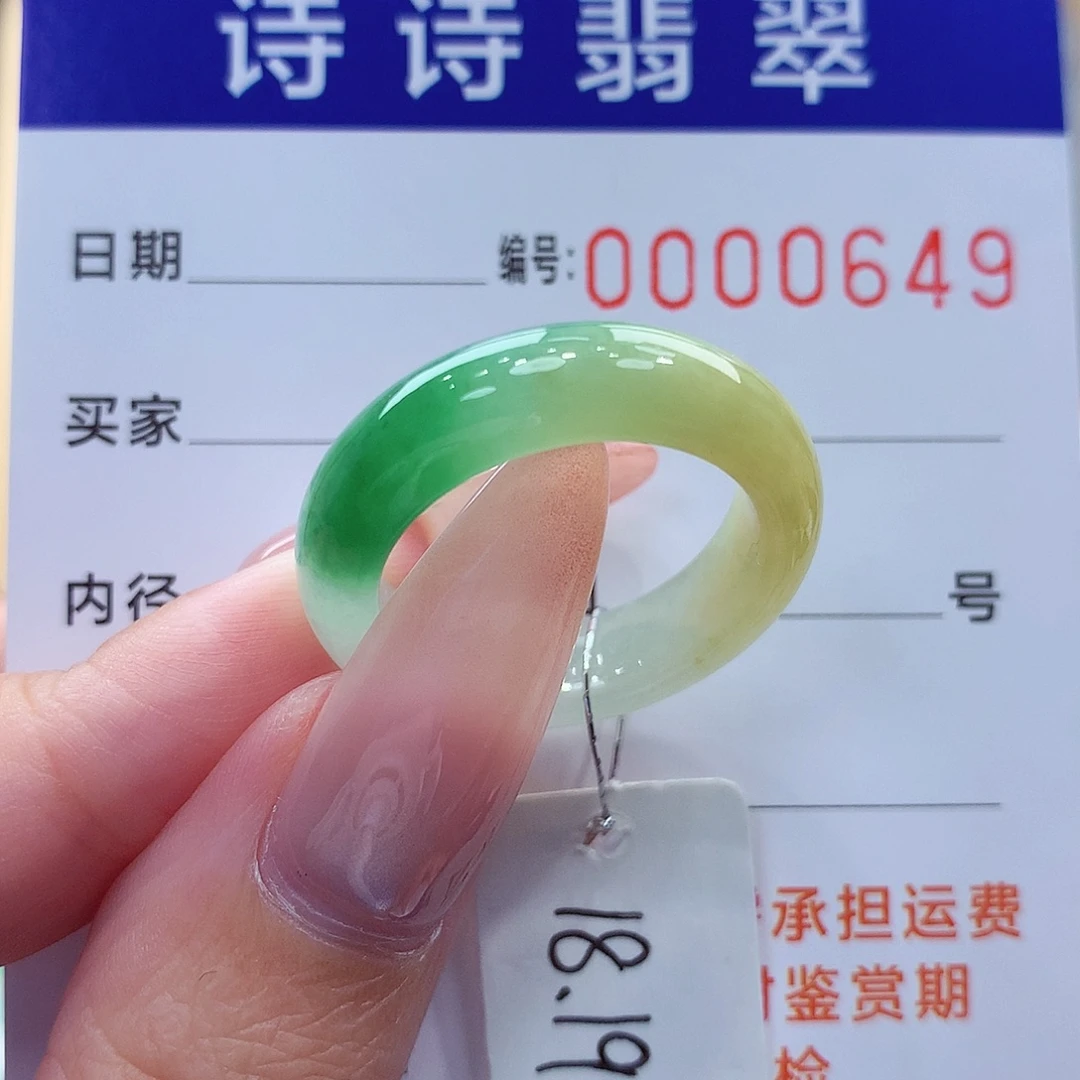 诗诗翡翠
日期 编号:0000649
买家
内径 号
承担运费
鉴赏期
检
18.19